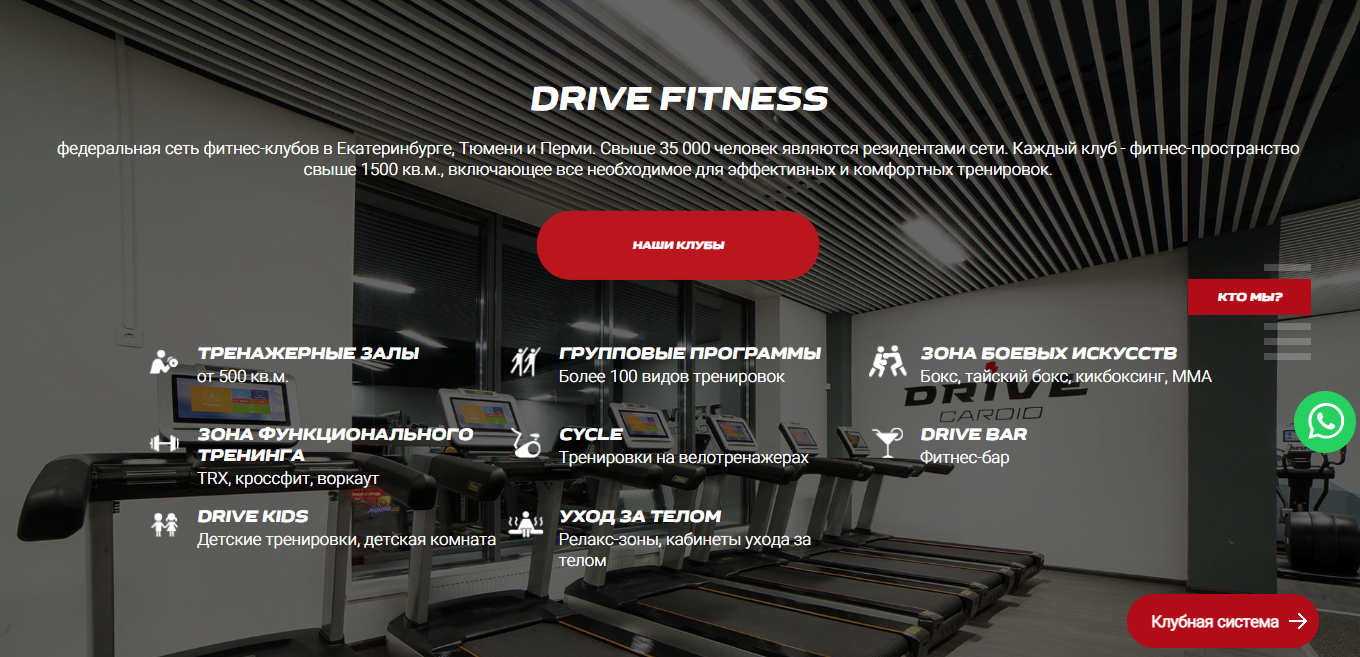 DRIVE FITNESS
федеральная сеть фитнес-клубов в Екатеринбурге, Тюмени и Перми. Свыше 35 000 человек являются резидентами сети. Каждый клуб - фитнес-пространство
свыше 1500 кв.м., включающее все необходимое для эффективных и комфортных тренировок.
НАШИ КЛУБЫ
КТО МЫ?
ТРЕНАЖЕРНЫЕ ЗАЛЫ
от 500 кв.м.
ГРУППОВЫЕ ПРОГРАММЫ
Более 100 видов тренировок
ЗОНА БОЕВЫХ ИСКУССТВ
Бокс, тайский бокс, кикбоксинг, ММА
DRIVE
CARDIO
ЗОНА ФУНКЦИОНАЛЬНОГО
ТРЕНИНГА
TRX, кроссфит, воркаут
CYCLE
Тренировки на велотренажерах
DRIVE BAR
Фитнес-бар
DRIVE KIDS
Детские тренировки, детская комната
УХОД ЗА ТЕЛОМ
Релакс-зоны, кабинеты ухода за
телом
Клубная система